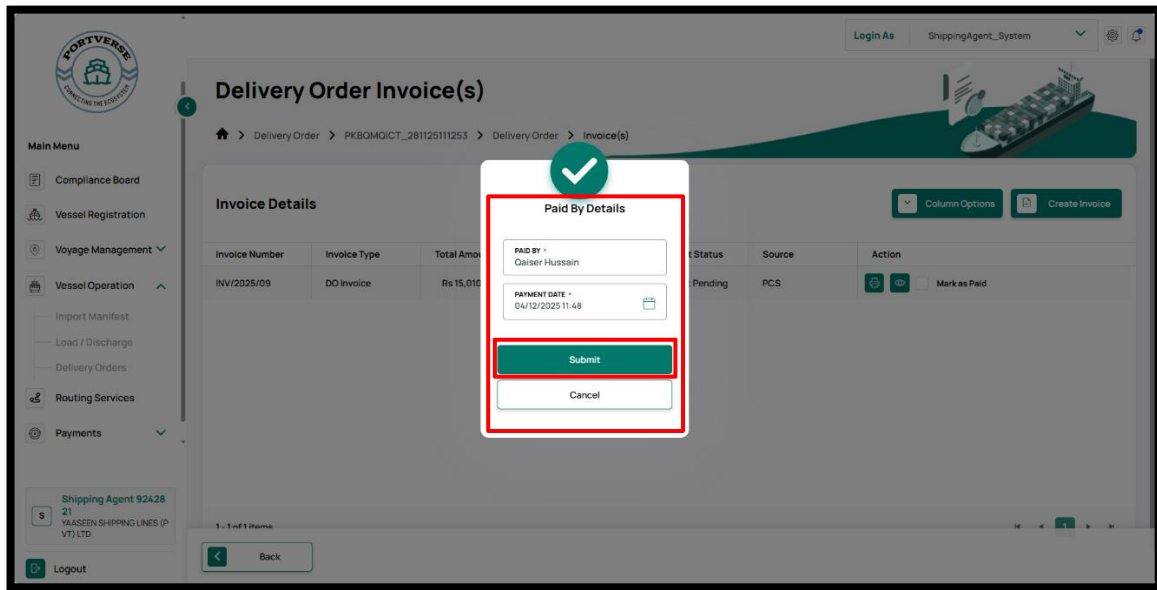 PORTVERSE
CONNECTING THE ECOSYSTEM
Login As ShippingAgent_System
Delivery Order Invoice(s)
> Delivery Order > PKBQMQICT_281125111253 > Delivery Order > Invoice(s)
Main Menu
Compliance Board
Vessel Registration
Voyage Management
Vessel Operation
Import Manifest
Load / Discharge
Delivery Orders
Routing Services
Payments
Shipping Agent 92428
21
S
YAASEEN SHIPPING LINES (P
VT) LTD
Logout
Invoice Details
Column Options
Create Invoice
Invoice Number Invoice Type Total Amou t Status Source Action
INV/2025/09 DO Invoice Rs 15,010 Pending PCS Mark as Paid
Paid By Details
PAID BY *
Qaiser Hussain
PAYMENT DATE *
04/12/2025 11:48
Submit
Cancel
1 - 1 of 1 items
1
Back